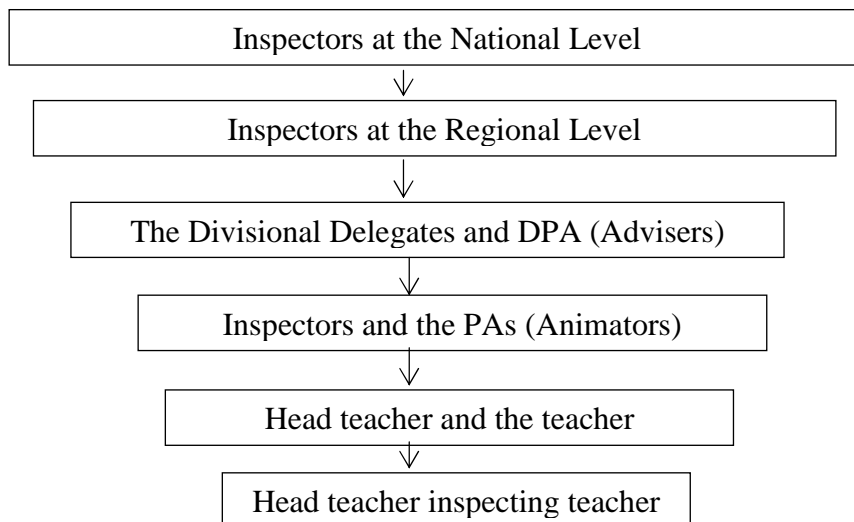 Inspectors at the National Level
Inspectors at the Regional Level
The Divisional Delegates and DPA (Advisers)
Inspectors and the PAs (Animators)
Head teacher and the teacher
Head teacher inspecting teacher